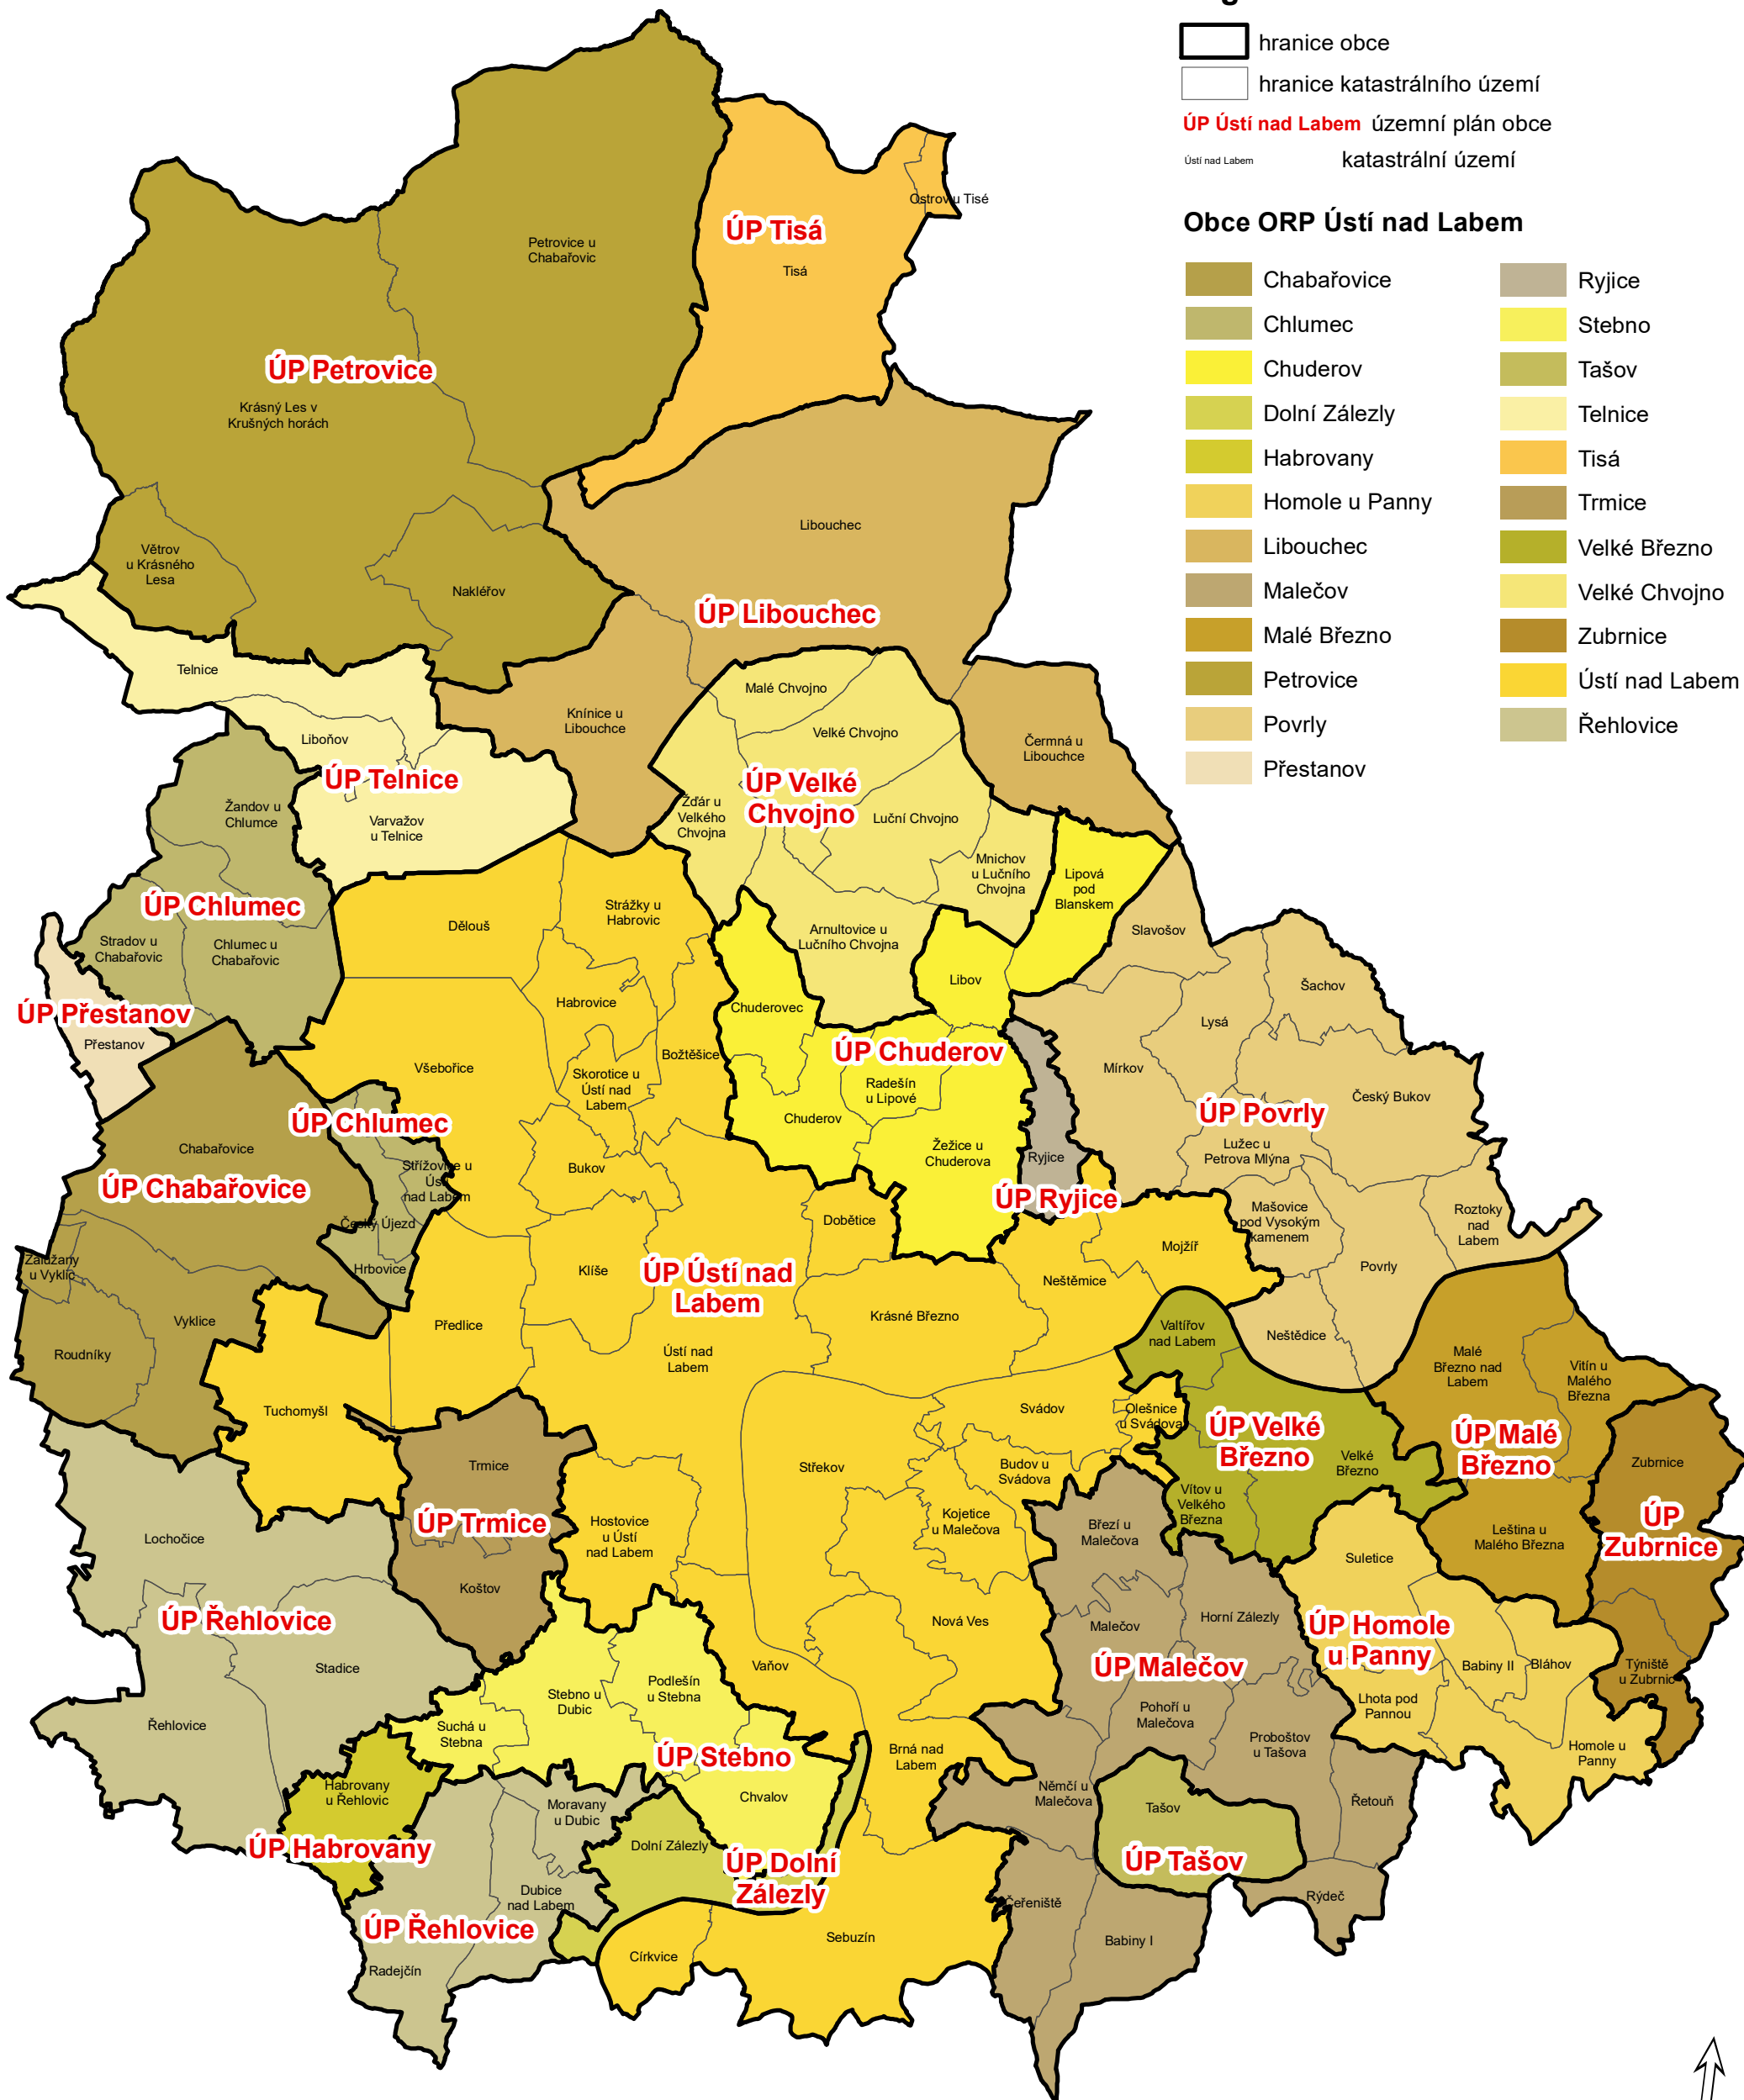 hranice obce
hranice katastrálního území
ÚP Ústí nad Labem územní plán obce
Ústí nad Labem katastrální území
Obce ORP Ústí nad Labem
Chabařovice
Chlumec
Chuderov
Dolní Zálezly
Habrovany
Homole u Panny
Libouchec
Malečov
Malé Březno
Petrovice
Povrly
Přestanov
Ryjice
Stebno
Tašov
Telnice
Tisá
Trmice
Velké Březno
Velké Chvojno
Zubrnice
Ústí nad Labem
Řehlovice
Ostrov u Tisé
ÚP Tisá
Tisá
Petrovice u
Chabařovic
ÚP Petrovice
Krásný Les v
Krušných horách
Větrov
u Krásného
Lesa
Nakléřov
Libouchec
ÚP Libouchec
Telnice
Knínice u
Libouchce
Liboňov
ÚP Telnice
Varvažov
u Telnice
Malé Chvojno
Velké Chvojno
ÚP Velké
Chvojno
Žďár u
Velkého
Chvojna
Luční Chvojno
Mnichov
u Lučního
Chvojna
Arnultovice u
Lučního Chvojna
Čermná u
Libouchce
Lipová
pod
Blanskem
Žandov u
Chlumce
ÚP Chlumec
Stradov u
Chabařovic
Chlumec u
Chabařovic
ÚP Přestanov
Přestanov
Dělouš
Strážky u
Habrovic
Habrovice
Všebořice
Skorotice u
Ústí nad
Labem
Božtěšice
Bukov
Chuderovec
Libov
ÚP Chuderov
Radešín
u Lipové
Chuderov
Žežice u
Chuderova
Ryjice
ÚP Ryjice
Slavošov
Šachov
Lysá
Mírkov
Český Bukov
ÚP Povrly
Lužec u
Petrova Mlýna
Mašovice
pod Vysokým
kamenem
Roztoky
nad
Labem
Povrly
Neštědice
Chabařovice
ÚP Chabařovice
ÚP Chlumec
Střížovice u
Ústí
nad Labem
Český Újezd
Hrbovice
Zalužany
u Vyklic
Vyklice
Roudníky
Předlice
Klíše
ÚP Ústí nad
Labem
Ústí nad
Labem
Dobětice
Krásné Březno
Neštěmice
Mojžíř
Tuchomyšl
Valtířov
nad Labem
Malé
Březno nad
Labem
Vitín u
Malého
Března
Svádov
Olešnice
u Svádova
ÚP Velké
Březno
Velké
Březno
ÚP Malé
Březno
Zubrnice
Střekov
Budov u
Svádova
Vítov u
Velkého
Března
Kojetice
u Malečova
Březí u
Malečova
Leština u
Malého Března
ÚP
Zubrnice
Trmice
ÚP Trmice
Koštov
Hostovice
u Ústí
nad Labem
Lochočice
ÚP Řehlovice
Stadice
Řehlovice
Suletice
Nová Ves
Malečov
Horní Zálezly
ÚP Malečov
ÚP Homole
u Panny
Babiny II
Bláhov
Týniště
u Zubrnic
Lhota pod
Pannou
Homole u
Panny
Vaňov
Podlešín
u Stebna
Stebno u
Dubic
Suchá u
Stebna
ÚP Stebno
Chvalov
Brná nad
Labem
Pohoří u
Malečova
Proboštov
u Tašova
Němčí u
Malečova
Tašov
ÚP Tašov
Řetouň
Rýdeč
Habrovany
u Řehlovic
ÚP Habrovany
Moravany
u Dubic
Dolní Zálezly
ÚP Dolní
Zálezly
Dubice
nad Labem
ÚP Řehlovice
Radejčín
Církvice
Sebuzín
Čeřeniště
Babiny I